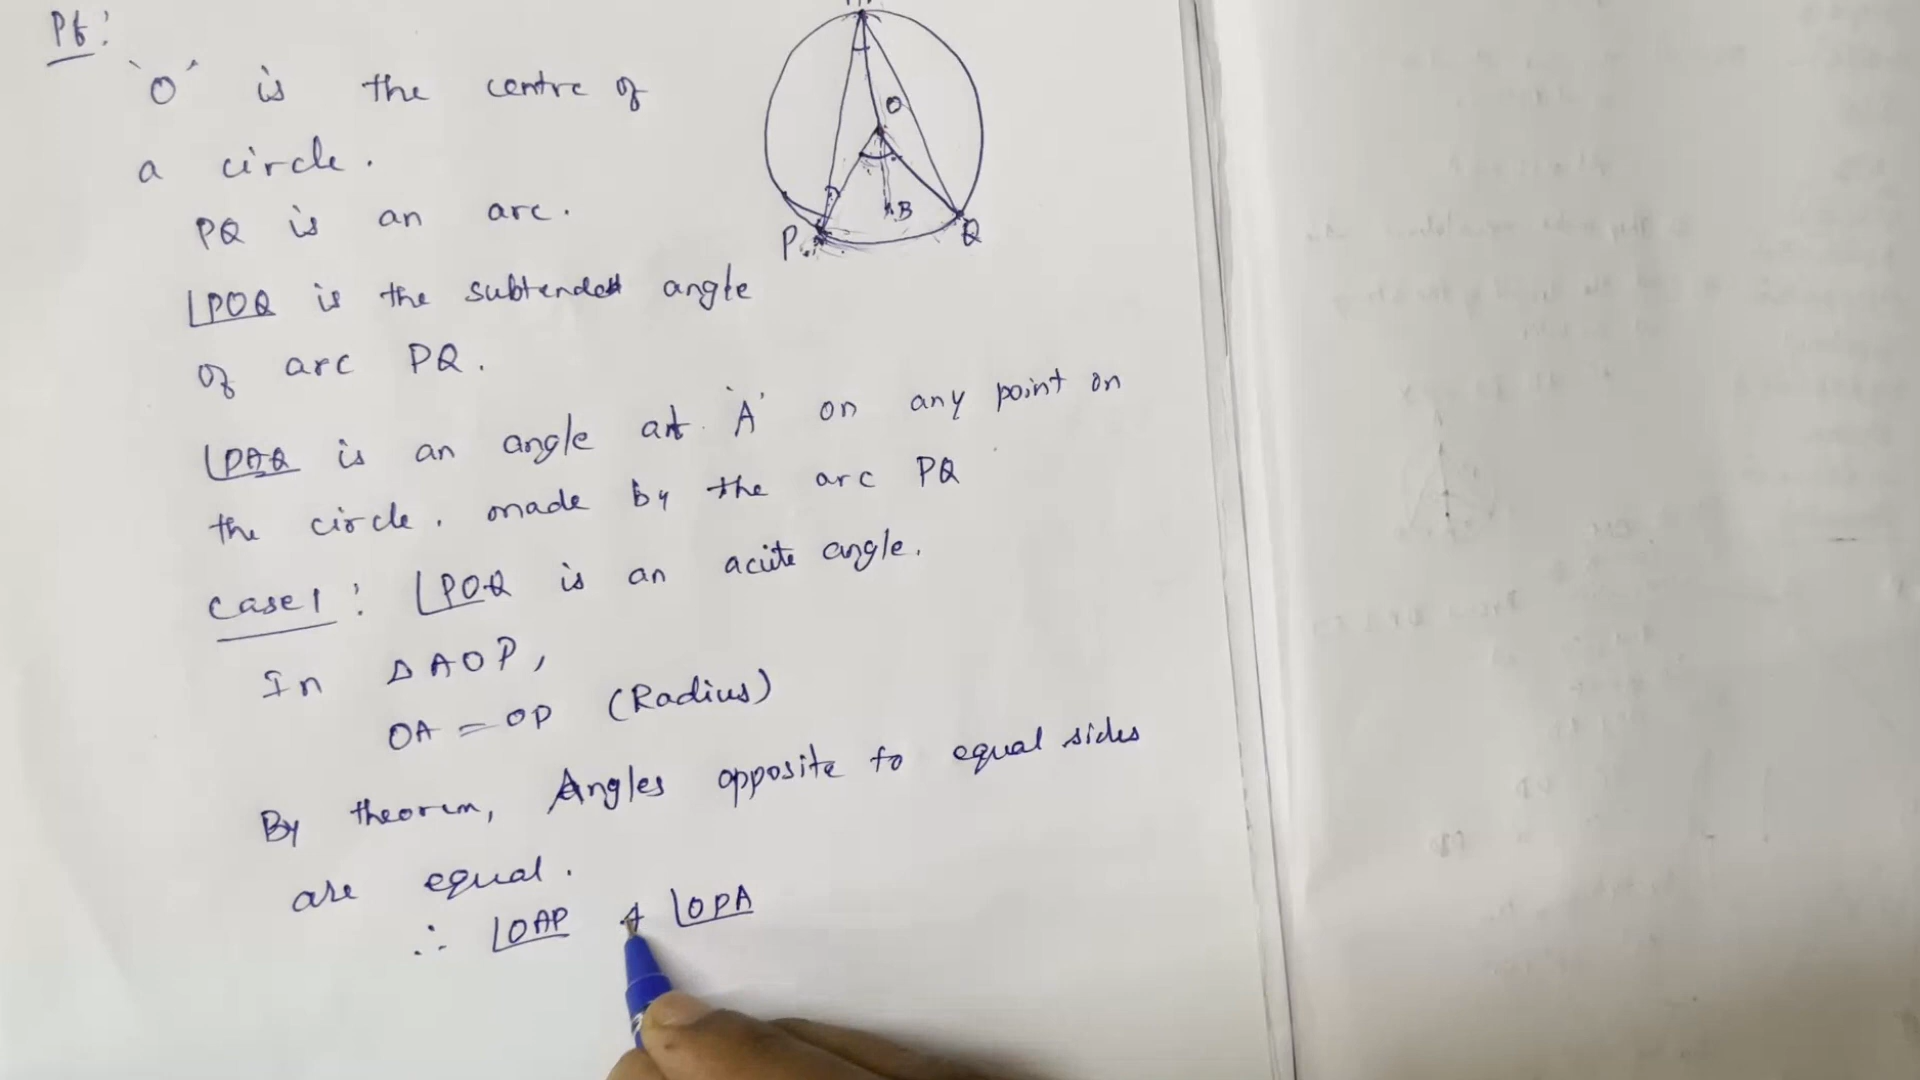 Pf:
'O' is the centre of
a circle.
PQ is an arc.
∠POQ is the subtended angle
of arc PQ.
∠PAQ is an angle at 'A' on any point on
the circle. made by the arc PQ
Case 1: ∠POQ is an acute angle.
In △AOP,
OA = OP (Radius)
By theorem, Angles opposite to equal sides
are equal.
∴ ∠OAP ∠OPA
O
B
P
Q